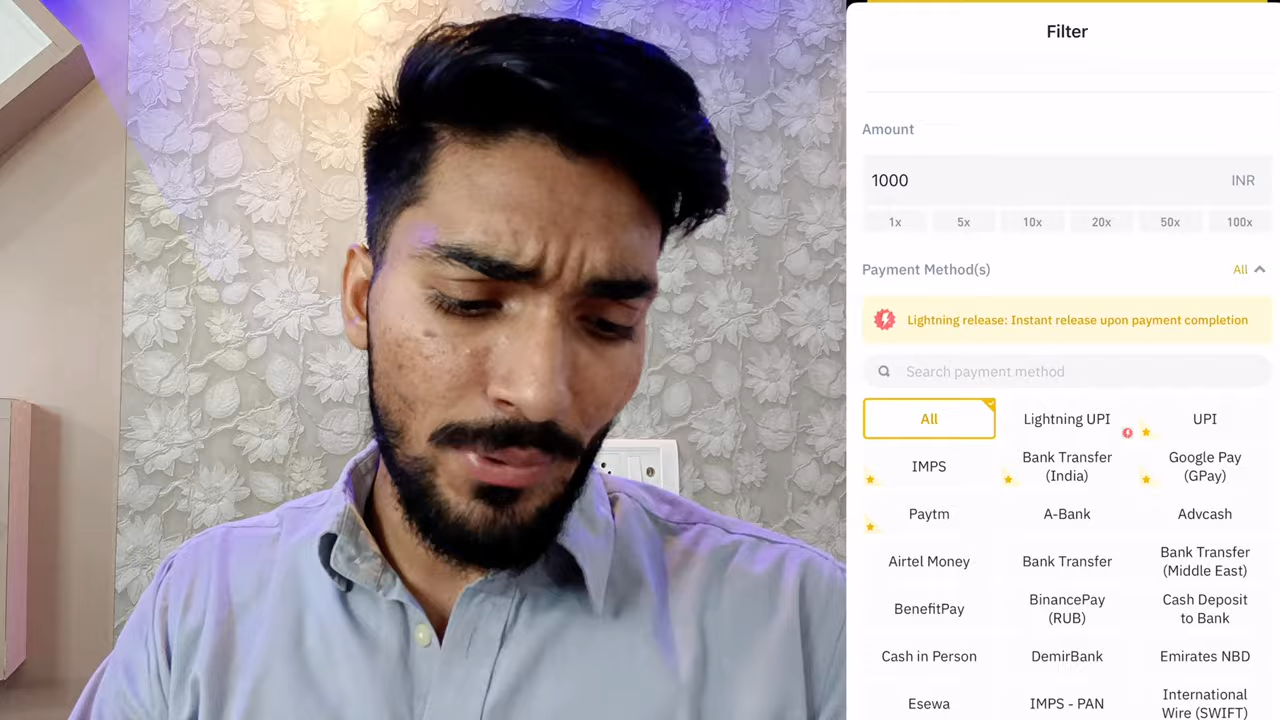 Filter
Amount
1000 INR
1x 5x 10x 20x 50x 100x
Payment Method(s) All
Lightning release: Instant release upon payment completion
Search payment method
All Lightning UPI UPI
IMPS Bank Transfer (India) Google Pay (GPay)
Paytm A-Bank Advcash
Airtel Money Bank Transfer Bank Transfer (Middle East)
BenefitPay BinancePay (RUB) Cash Deposit to Bank
Cash in Person DemirBank Emirates NBD
Esewa IMPS - PAN International Wire (SWIFT)